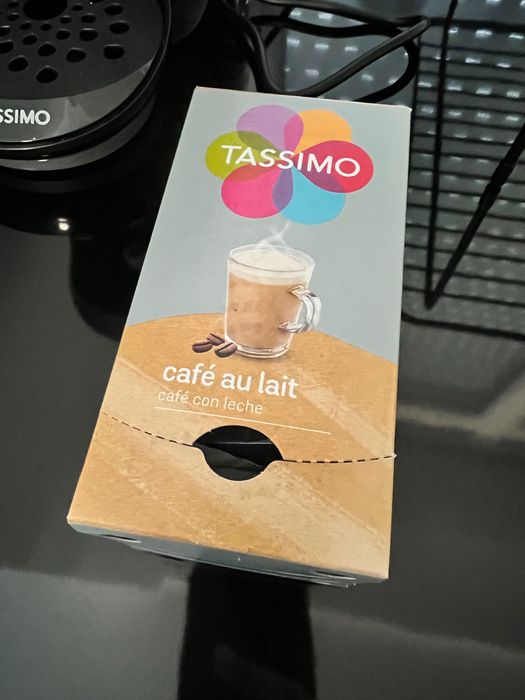 SSIMO
TASSIMO
café au lait
café con leche